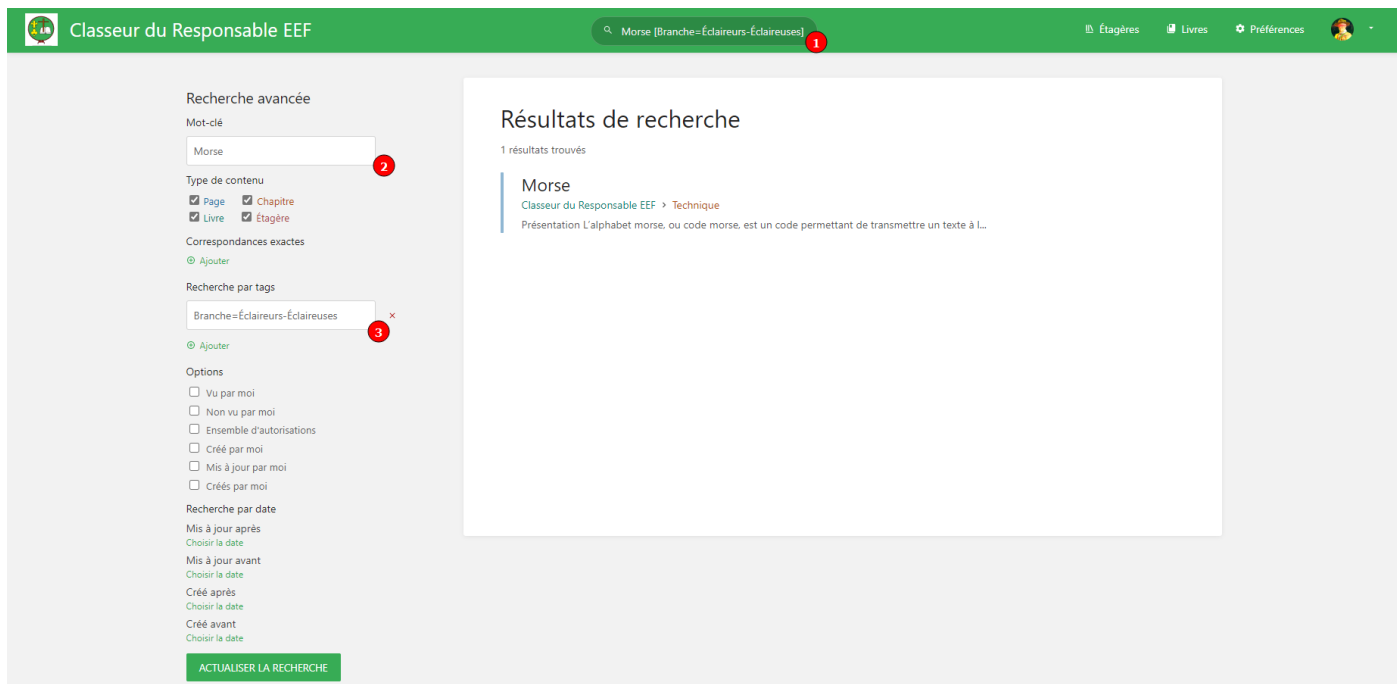 Classeur du Responsable EEF
Morse [Branche=Éclaireurs-Éclaireuses]
1
Étagères
Livres
Préférences
Recherche avancée
Mot-clé
Morse
2
Type de contenu
Page
Chapitre
Livre
Étagère
Correspondances exactes
Ajouter
Recherche par tags
Branche=Éclaireurs-Éclaireuses
×
3
Ajouter
Options
Vu par moi
Non vu par moi
Ensemble d'autorisations
Créé par moi
Mis à jour par moi
Créés par moi
Recherche par date
Mis à jour après
Choisir la date
Mis à jour avant
Choisir la date
Créé après
Choisir la date
Créé avant
Choisir la date
ACTUALISER LA RECHERCHE
Résultats de recherche
1 résultats trouvés
Morse
Classeur du Responsable EEF > Technique
Présentation L'alphabet morse, ou code morse, est un code permettant de transmettre un texte à l...